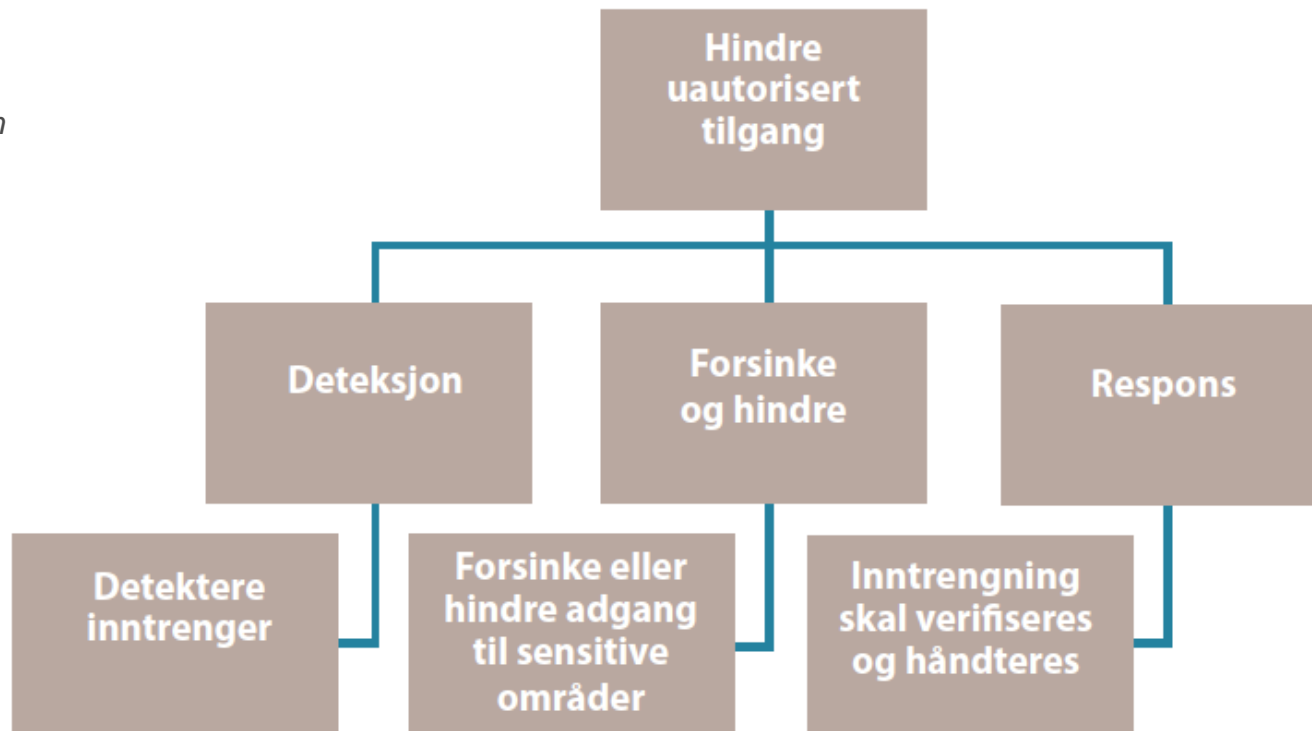 Hindre
uautorisert
tilgang
Deteksjon
Forsinke
og hindre
Respons
Detektere
inntrenger
Forsinke eller
hindre adgang
til sensitive
områder
Inntrengning
skal verifiseres
og håndteres